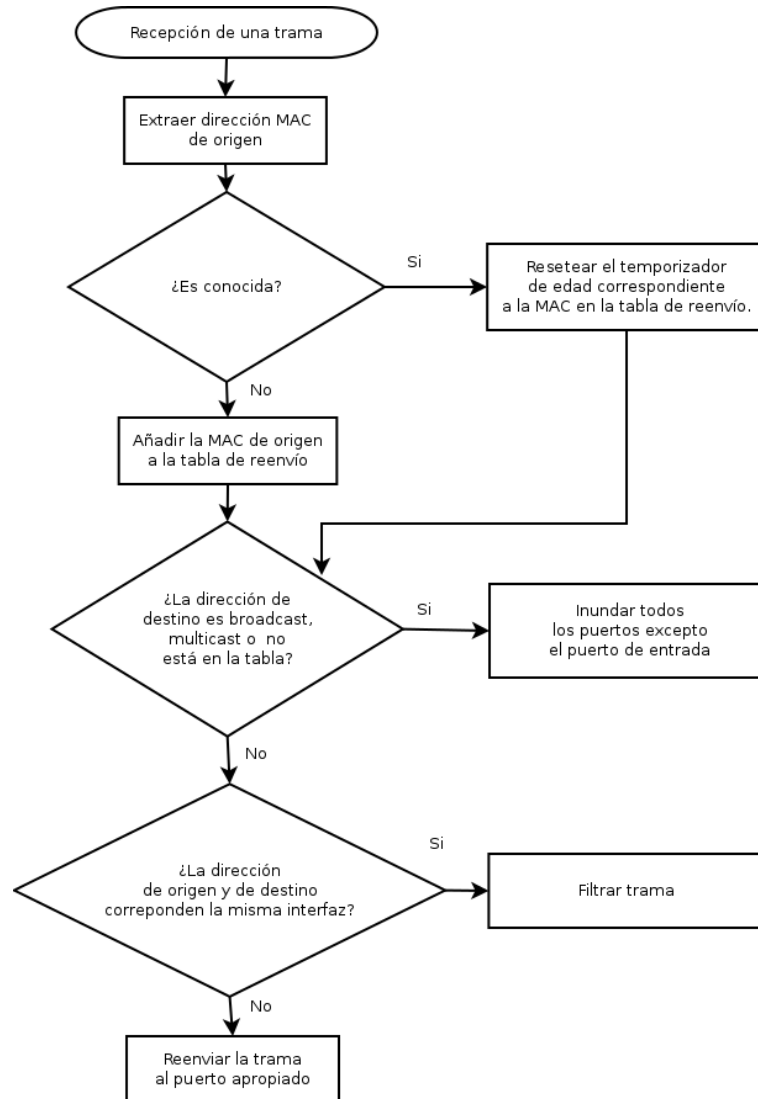 Recepción de una trama
Extraer dirección MAC
de origen
¿Es conocida?
Si
Resetear el temporizador
de edad correspondiente
a la MAC en la tabla de reenvío.
No
Añadir la MAC de origen
a la tabla de reenvío
¿La dirección de
destino es broadcast,
multicast o no
está en la tabla?
Si
Inundar todos
los puertos excepto
el puerto de entrada
No
¿La dirección
de origen y de destino
correponden la misma interfaz?
Si
Filtrar trama
No
Reenviar la trama
al puerto apropiado